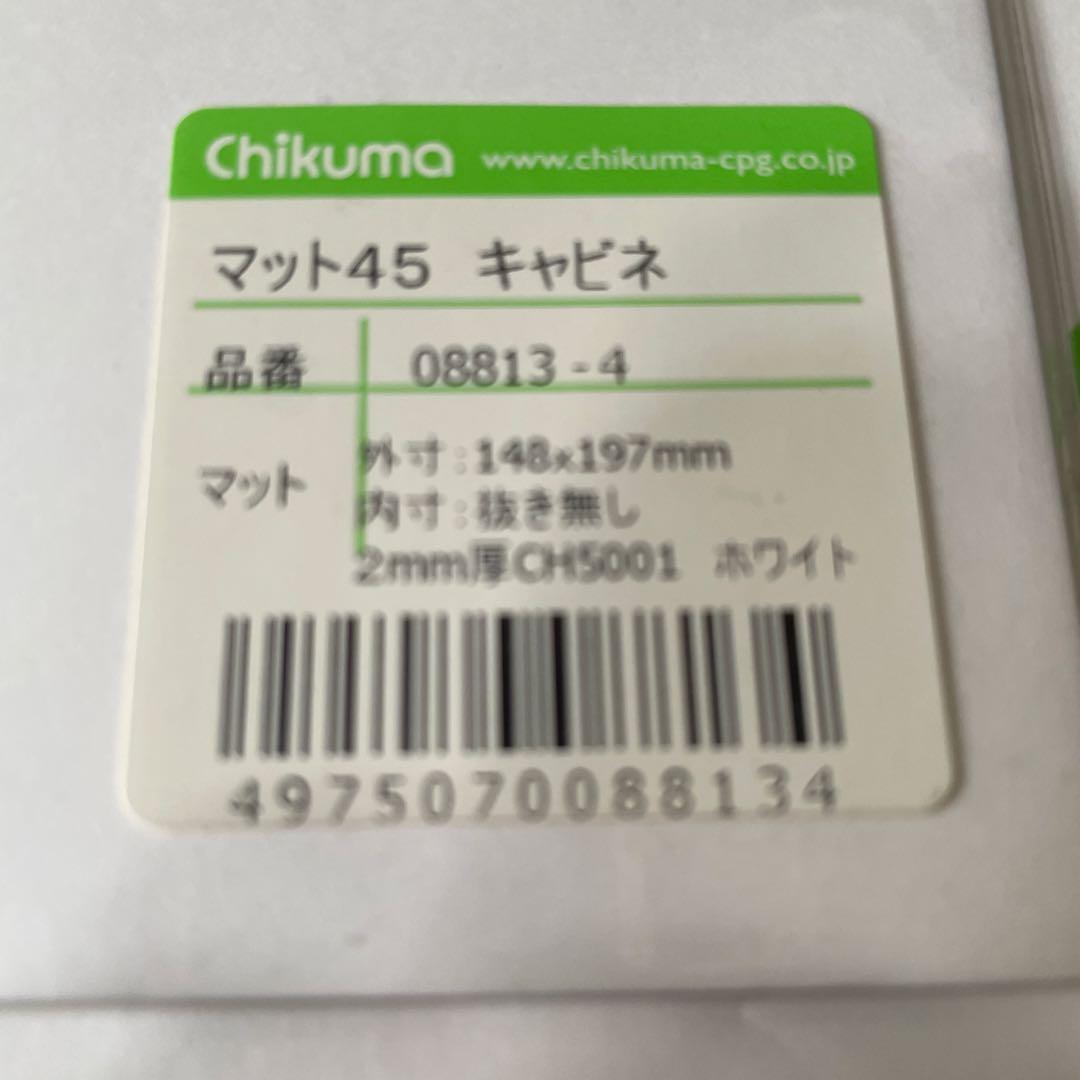 Chikuma www.chikuma-cpg.co.jp
マット45 キャビネ
品番 08813-4
マット 外寸:148x197mm
内寸:抜き無し
2mm厚CH5001 ホワイト
4975070088134